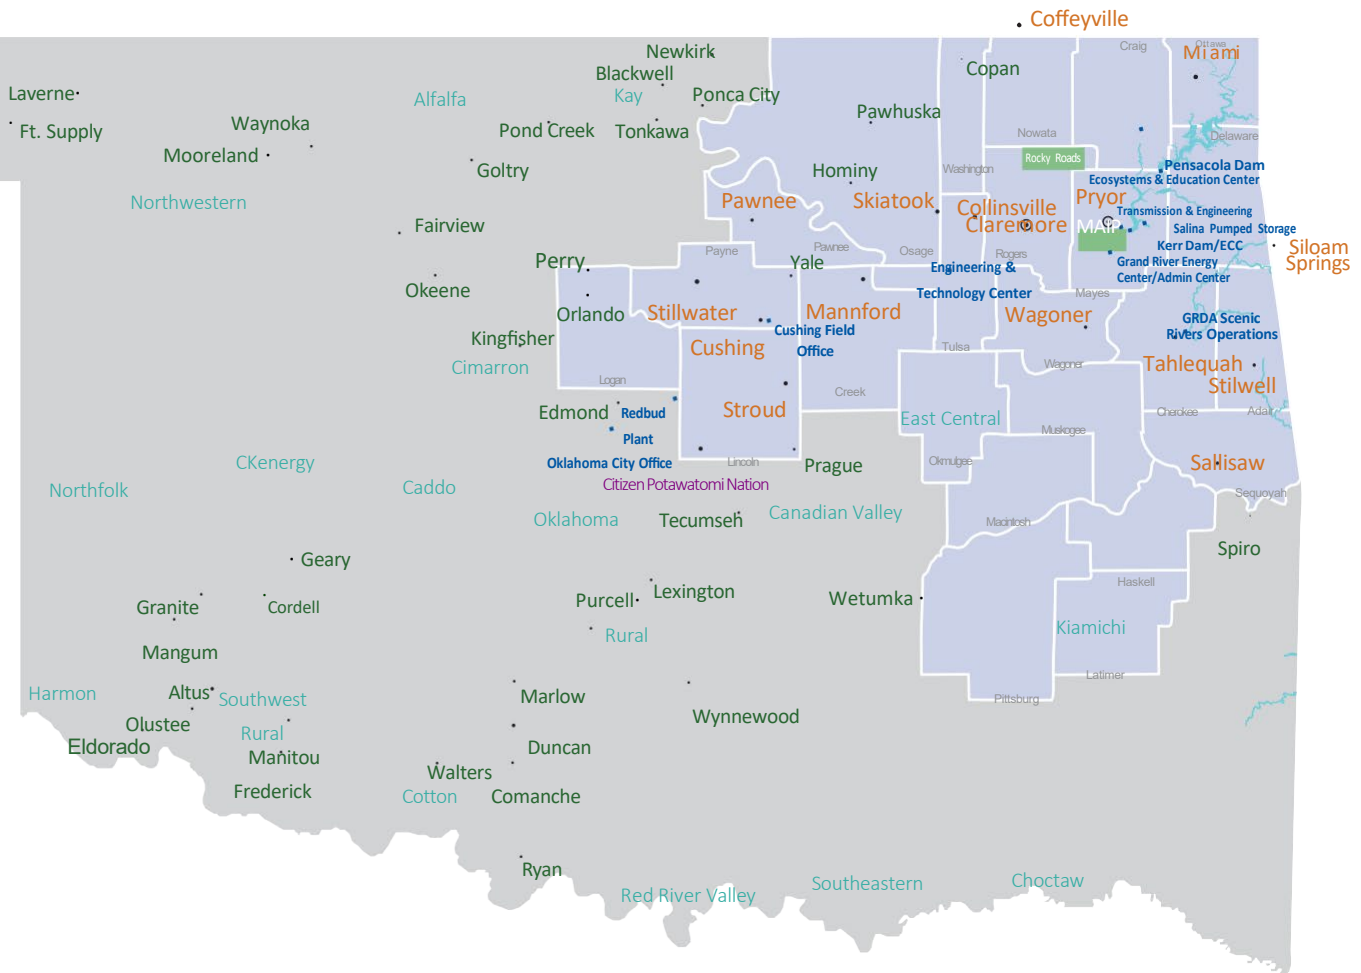 Coffeyville
Newkirk
Craig
Ottawa
Miami
Blackwell
Copan
Laverne
Alfalfa
Kay
Ponca City
Pawhuska
Ft. Supply
Waynoka
Pond Creek
Tonkawa
Nowata
Delaware
Mooreland
Goltry
Hominy
Washington
Rocky Roads
Pensacola Dam
Ecosystems & Education Center
Northwestern
Pawnee
Skiatook
Collinsville
Claremore
Pryor
Transmission & Engineering
MAIP
Salina Pumped Storage
Fairview
Payne
Pawnee
Osage
Rogers
Kerr Dam/ECC
Siloam
Springs
Perry
Yale
Engineering &
Technology Center
Grand River Energy
Center/Admin Center
Okeene
Orlando
Stillwater
Mannford
Mayes
Wagoner
Cushing Field
Office
GRDA Scenic
Rivers Operations
Kingfisher
Cushing
Tulsa
Cimarron
Wagoner
Tahlequah
Stilwell
Logan
Creek
Edmond
Redbud
Plant
Stroud
East Central
Cherokee
Adair
Muskogee
Oklahoma City Office
Lincoln
Prague
Okmulgee
Sallisaw
CKenergy
Northfolk
Caddo
Citizen Potawatomi Nation
Sequoyah
Oklahoma
Tecumseh
Canadian Valley
Macintosh
Spiro
Geary
Haskell
Granite
Cordell
Purcell
Lexington
Wetumka
Rural
Kiamichi
Mangum
Latimer
Harmon
Altus
Southwest
Rural
Marlow
Pittsburg
Olustee
Wynnewood
Eldorado
Manitou
Duncan
Frederick
Walters
Cotton
Comanche
Ryan
Red River Valley
Southeastern
Choctaw